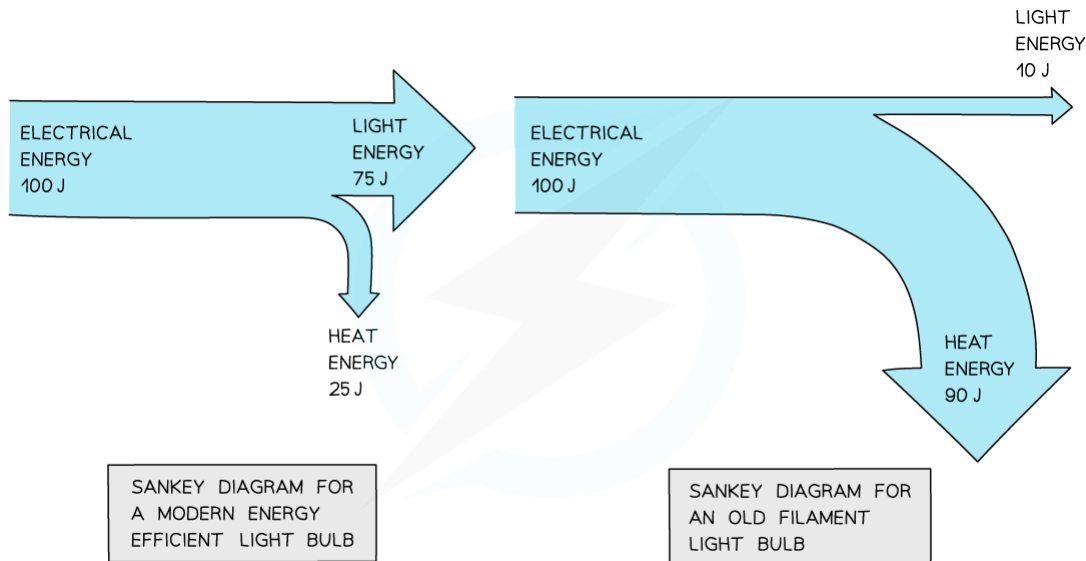 ELECTRICAL
ENERGY
100 J
LIGHT
ENERGY
75 J
HEAT
ENERGY
25 J
SANKEY DIAGRAM FOR
A MODERN ENERGY
EFFICIENT LIGHT BULB
ELECTRICAL
ENERGY
100 J
LIGHT
ENERGY
10 J
HEAT
ENERGY
90 J
SANKEY DIAGRAM FOR
AN OLD FILAMENT
LIGHT BULB